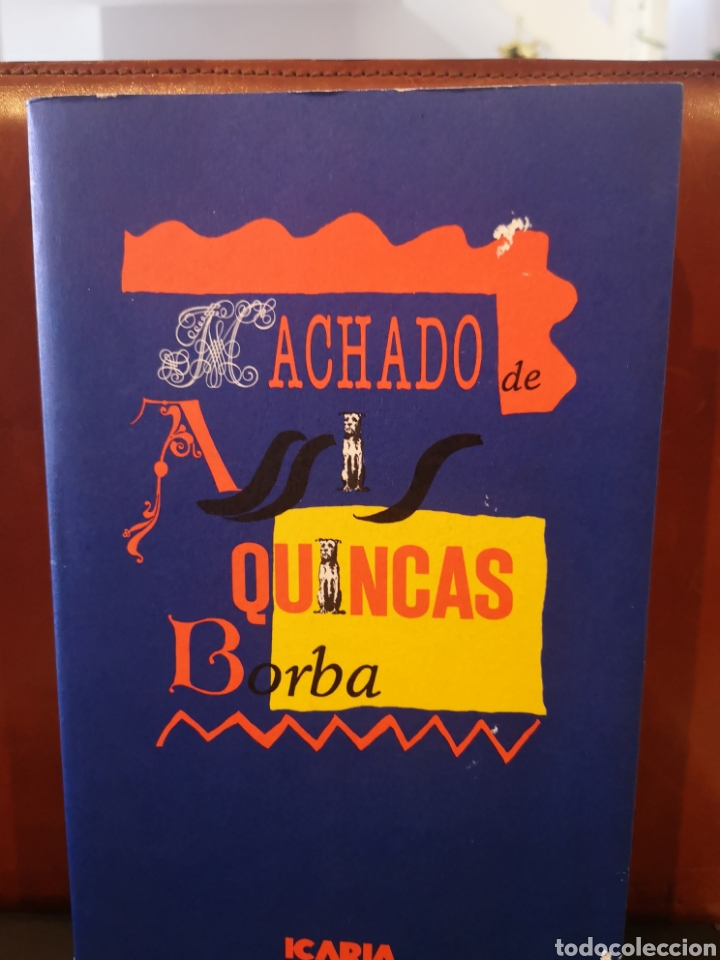 MACHADO de
ASSIS
QUINCAS
Borba
ICARIA
todocoleccion